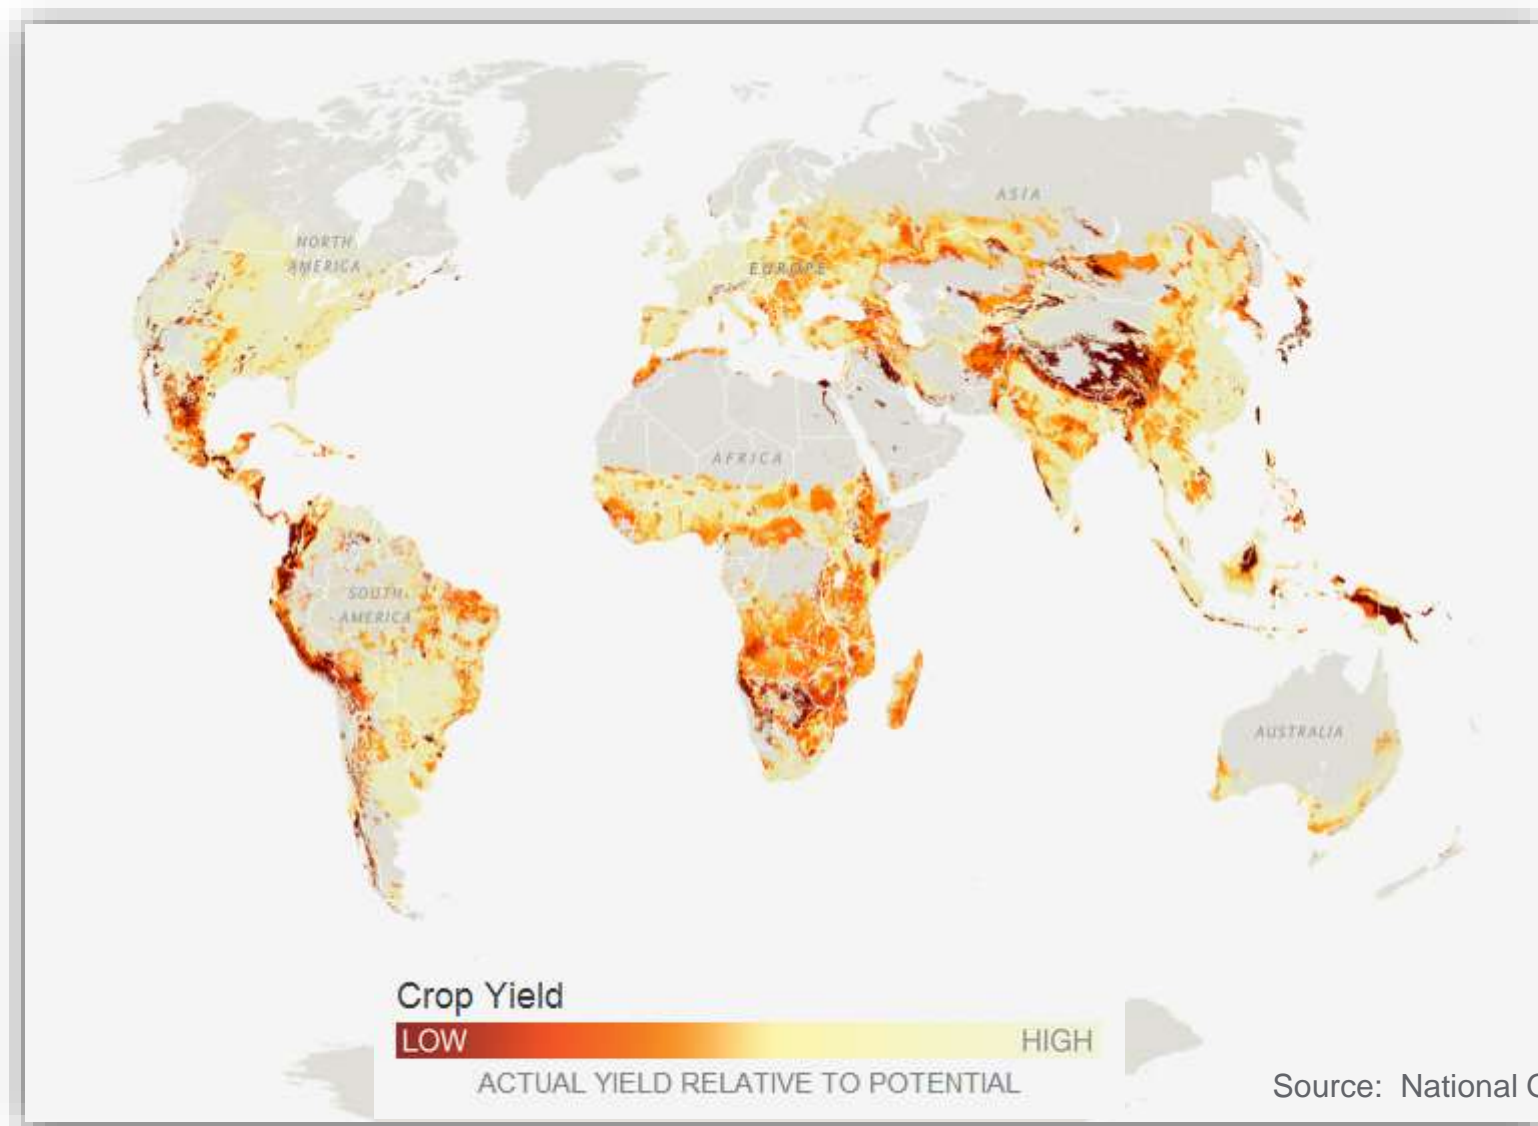 ASIA
NORTH
AMERICA
EUROPE
AFRICA
SOUTH
AMERICA
AUSTRALIA
Crop Yield
LOW HIGH
ACTUAL YIELD RELATIVE TO POTENTIAL
Source: National